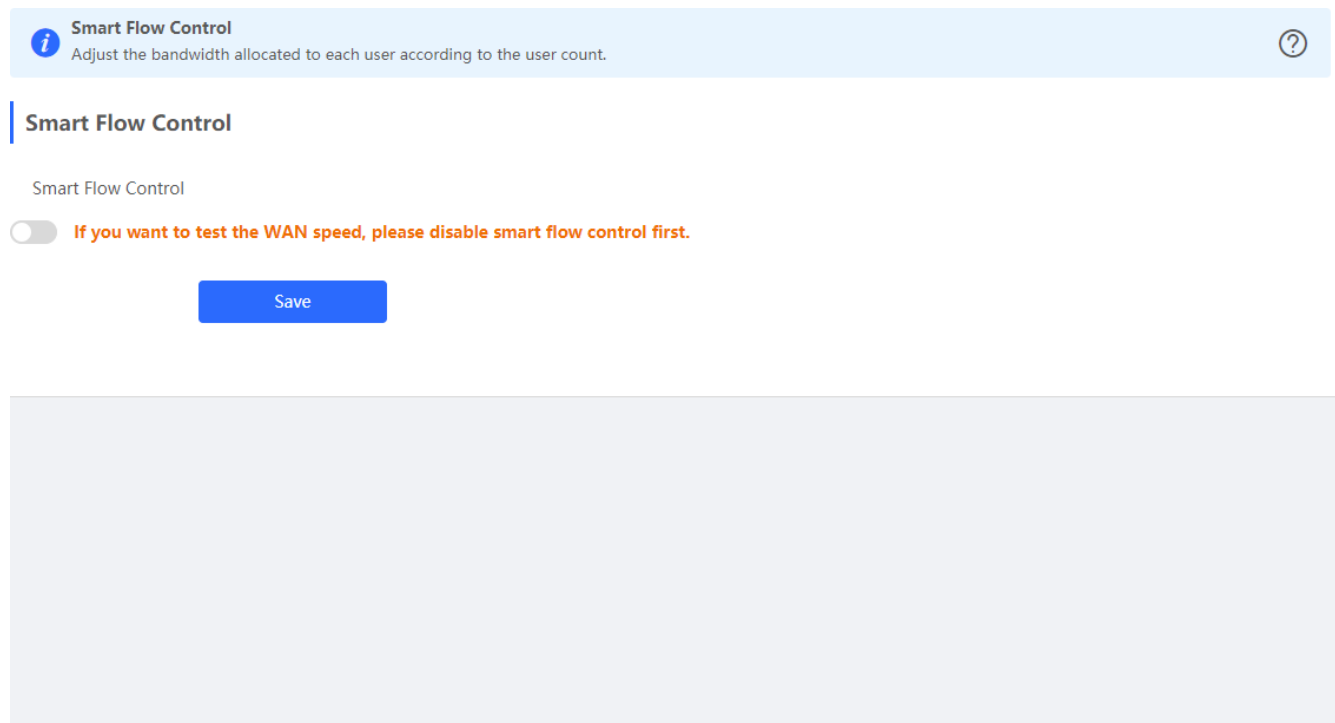 Smart Flow Control
Adjust the bandwidth allocated to each user according to the user count.
Smart Flow Control
Smart Flow Control
If you want to test the WAN speed, please disable smart flow control first.
Save